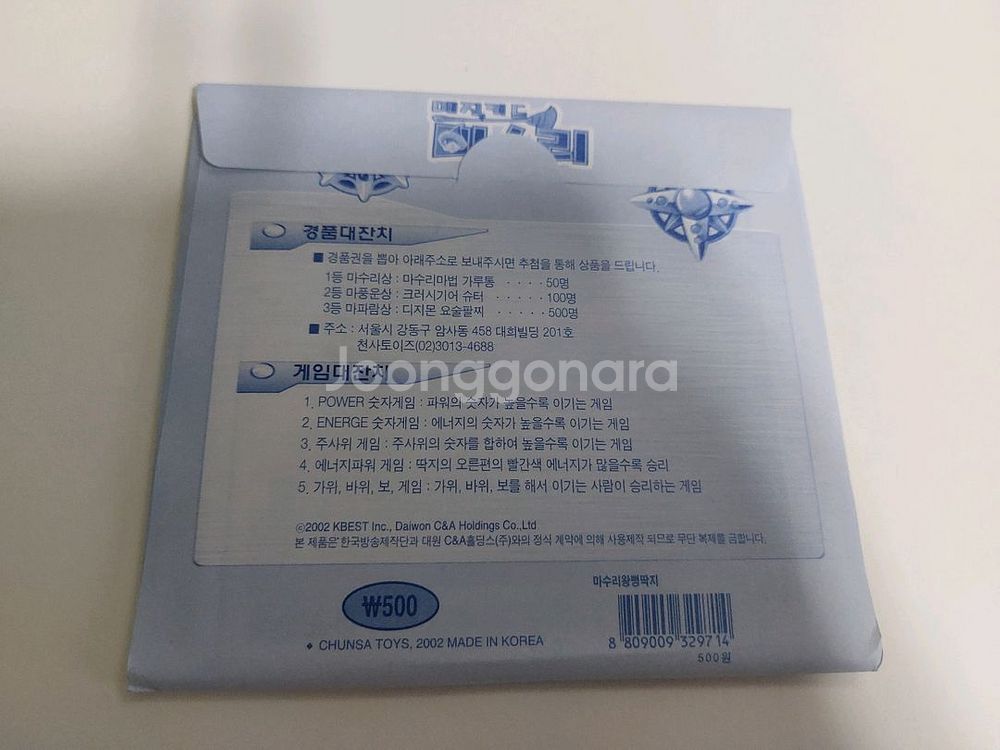 매직키드
마수리
경품대잔치
■ 경품권을 뽑아 아래주소로 보내주시면 추첨을 통해 상품을 드립니다.
1등 마수리상 : 마수리마법 가루통 ···· 50명
2등 마풍운상 : 크러시기어 슈터 ····· 100명
3등 마파람상 : 디지몬 요술팔찌 ····· 500명
■ 주소 : 서울시 강동구 암사동 458 대희빌딩 201호
천사토이즈(02)3013-4688
Joonggonara
게임대잔치
1. POWER 숫자게임 : 파워의 숫자가 높을수록 이기는 게임
2. ENERGE 숫자게임 : 에너지의 숫자가 높을수록 이기는 게임
3. 주사위 게임 : 주사위의 숫자를 합하여 높을수록 이기는 게임
4. 에너지파워 게임 : 딱지의 오른편의 빨간색 에너지가 많을수록 승리
5. 가위, 바위, 보, 게임 : 가위, 바위, 보를 해서 이기는 사람이 승리하는 게임
©2002 KBEST Inc., Daiwon C&A Holdings Co.,Ltd
본 제품은 한국방송제작단과 대원 C&A홀딩스(주)와의 정식 계약에 의해 사용제작 되므로 무단 복제를 금합니다.
마수리왕빵딱지
₩500
8 809009 329714
◆ CHUNSA TOYS, 2002 MADE IN KOREA
500원